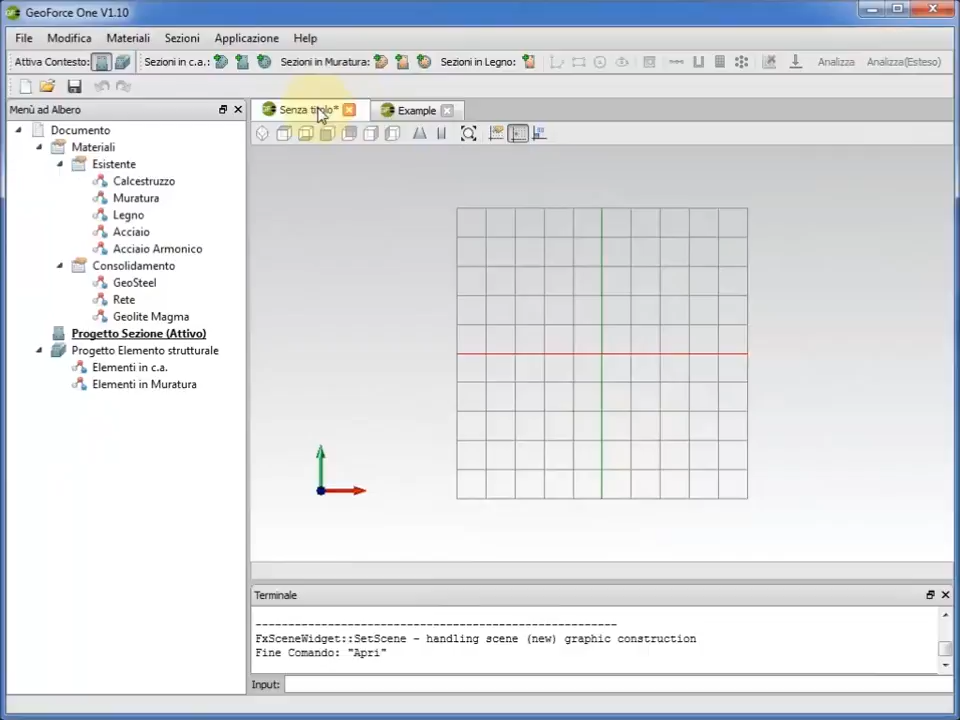 GeoForce One V1.10
File Modifica Materiali Sezioni Applicazione Help
Attiva Contesto: Sezioni in c.a.: Sezioni in Muratura: Sezioni in Legno: Analizza Analizza(Esteso)
Menù ad Albero
Senza titolo* Example
Documento
Materiali
Esistente
Calcestruzzo
Muratura
Legno
Acciaio
Acciaio Armonico
Consolidamento
GeoSteel
Rete
Geolite Magma
Progetto Sezione (Attivo)
Progetto Elemento strutturale
Elementi in c.a.
Elementi in Muratura
Terminale
----------------------------------------------------
FxSceneWidget::SetScene - handling scene (new) graphic construction
Fine Comando: "Apri"
Input: